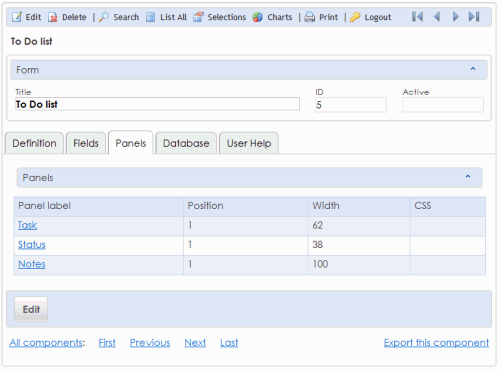 Edit Delete | Search List All Selections Charts | Print | Logout
To Do list
Form
Title ID Active
To Do list 5
Definition Fields Panels Database User Help
Panels
Panel label Position Width CSS
Task 1 62
Status 1 38
Notes 1 100
Edit
All components: First Previous Next Last Export this component